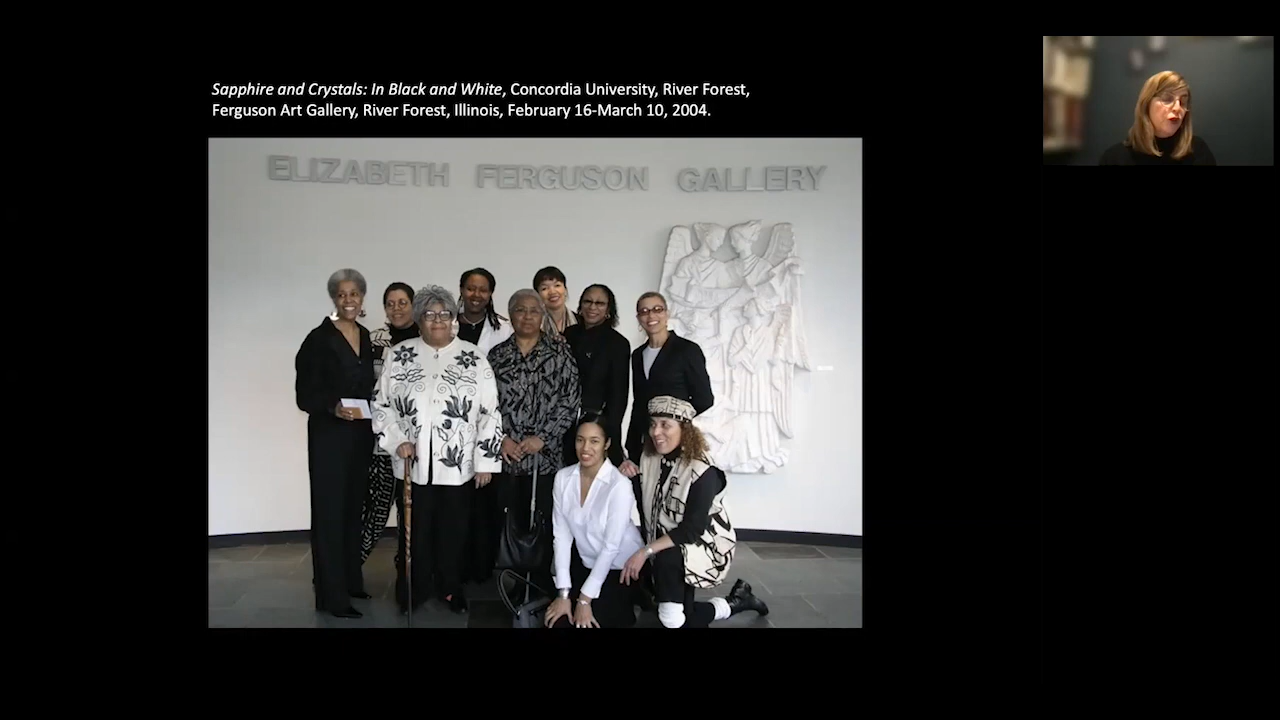 Sapphire and Crystals: In Black and White, Concordia University, River Forest,
Ferguson Art Gallery, River Forest, Illinois, February 16-March 10, 2004.
ELIZABETH FERGUSON GALLERY